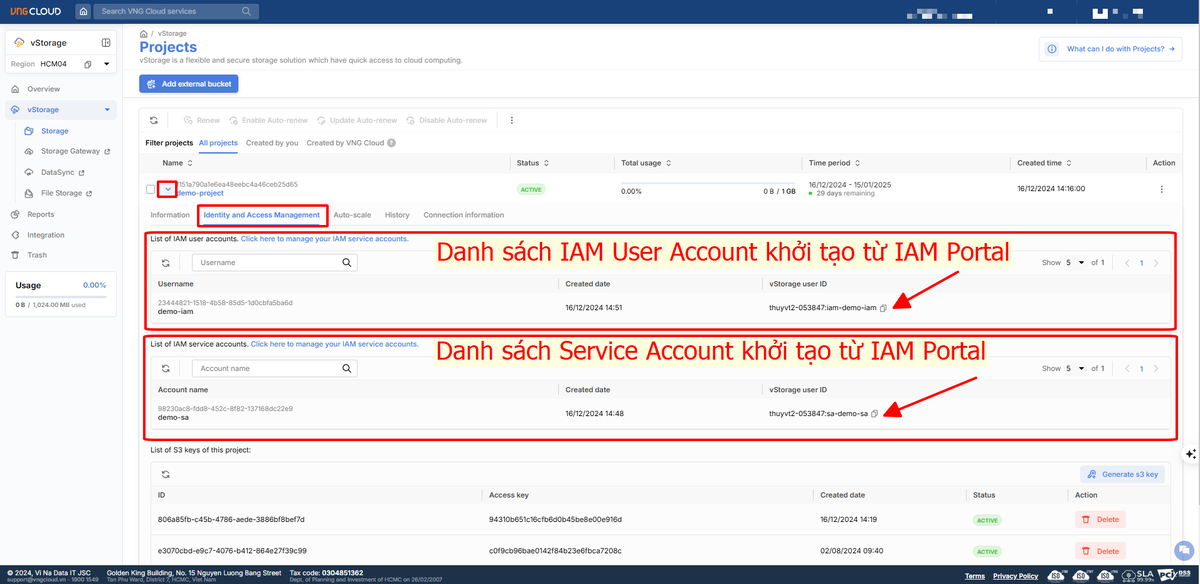 VNG CLOUD
Search VNG Cloud services
vStorage
Region HCM04
Overview
vStorage
Storage
Storage Gateway
DataSync
File Storage
Reports
Integration
Trash
Usage 0.00%
0 B / 1,024.00 MB used
/ vStorage
Projects
vStorage is a flexible and secure storage solution which have quick access to cloud computing.
What can I do with Projects?
Add external bucket
Renew Enable Auto-renew Update Auto-renew Disable Auto-renew
Filter projects All projects Created by you Created by VNG Cloud ?
Name Status Total usage Time period Created time Action
151a790a1e6ea48eebc4a46ceb25d65
demo-project
ACTIVE
0.00% 0 B / 1 GB
16/12/2024 - 15/01/2025
29 days remaining
16/12/2024 14:16:00
Information Identity and Access Management Auto-scale History Connection information
List of IAM user accounts. Click here to manage your IAM service accounts.
Danh sách IAM User Account khởi tạo từ IAM Portal
Username
Show 5 of 1 1
Username Created date vStorage user ID
23444821-1518-4b58-85d5-1d0cbfa5ba6d
demo-iam
16/12/2024 14:51
thuyvt2-053847:iam-demo-iam
List of IAM service accounts. Click here to manage your IAM service accounts.
Danh sách Service Account khởi tạo từ IAM Portal
Account name
Show 5 of 1 1
Account name Created date vStorage user ID
98230ac8-fdd8-452c-8f82-137168dc22e9
demo-sa
16/12/2024 14:48
thuyvt2-053847:sa-demo-sa
List of S3 keys of this project:
Generate s3 key
ID Access key Created date Status Action
806a85fb-c45b-4786-aede-3886bf8bef7d 94310b651c16cfb6d0b45be8e00e916d 16/12/2024 14:19 ACTIVE Delete
e3070cbd-e9c7-4076-b412-864e27f39c99 c0f9cb96bae0142f84b23e6fbca7208c 02/08/2024 09:40 ACTIVE Delete
© 2024, Vi Na Data IT JSC
support@vngcloud.vn - 1900 1549
Golden King Building, No. 15 Nguyen Luong Bang Street
Tan Phu Ward, District 7, HCMC, Viet Nam
Tax code: 0304851362
Dept. of Planning and Investment of HCMC on 26/02/2007
Terms Privacy Policy
ISO ISO ISO SLA 99.99% PCI DSS